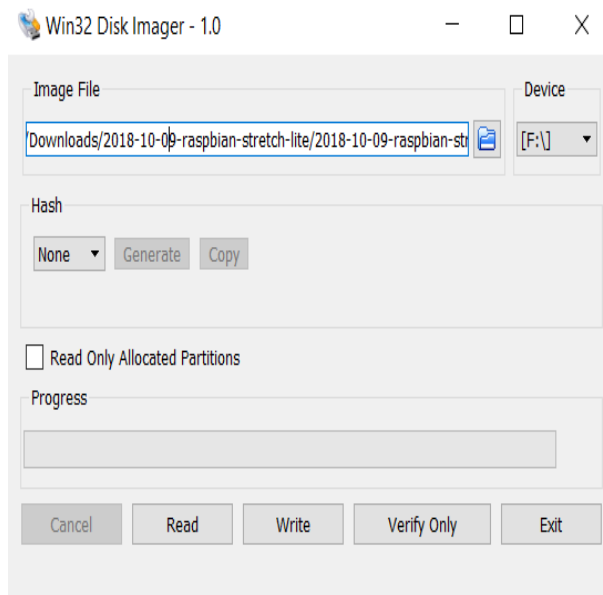 Win32 Disk Imager - 1.0
Image File
Device
/Downloads/2018-10-09-raspbian-stretch-lite/2018-10-09-raspbian-str
[F:\]
Hash
None
Generate
Copy
Read Only Allocated Partitions
Progress
Cancel
Read
Write
Verify Only
Exit